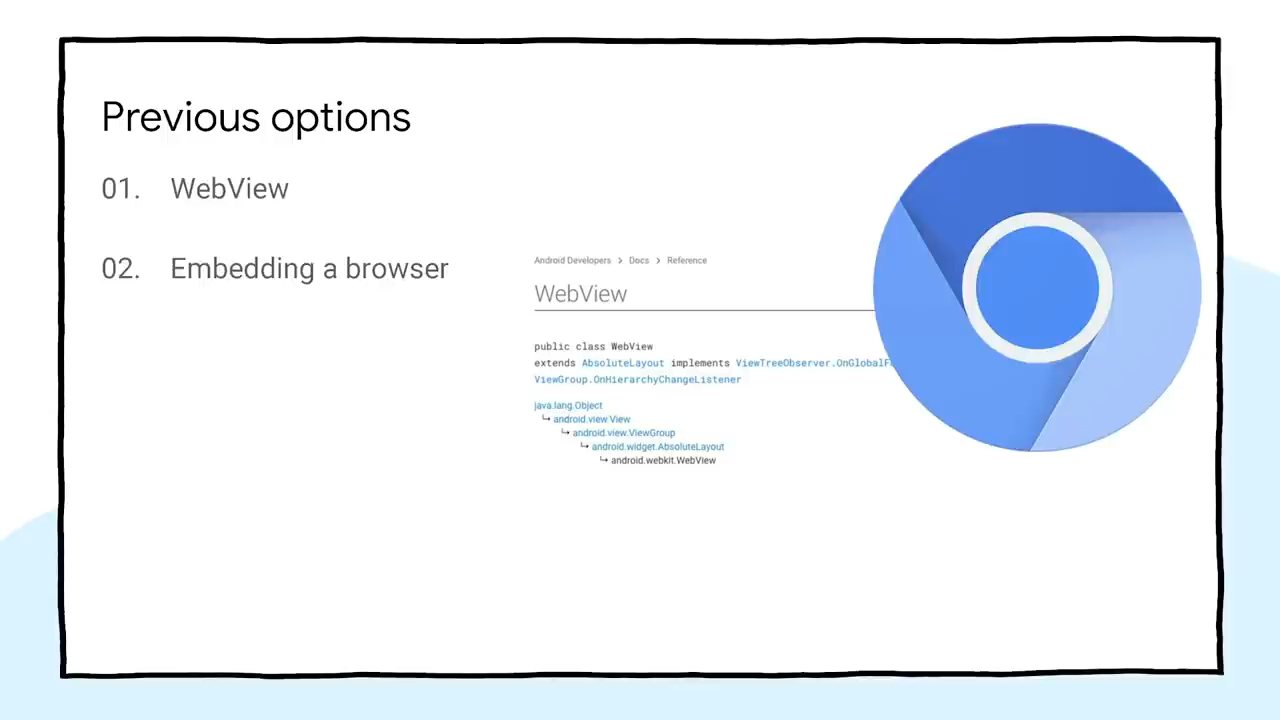 Previous options
01. WebView
02. Embedding a browser
Android Developers > Docs > Reference
WebView
public class WebView
extends AbsoluteLayout implements ViewTreeObserver.OnGlobalF
ViewGroup.OnHierarchyChangeListener
java.lang.Object
↳ android.view.View
↳ android.view.ViewGroup
↳ android.widget.AbsoluteLayout
↳ android.webkit.WebView